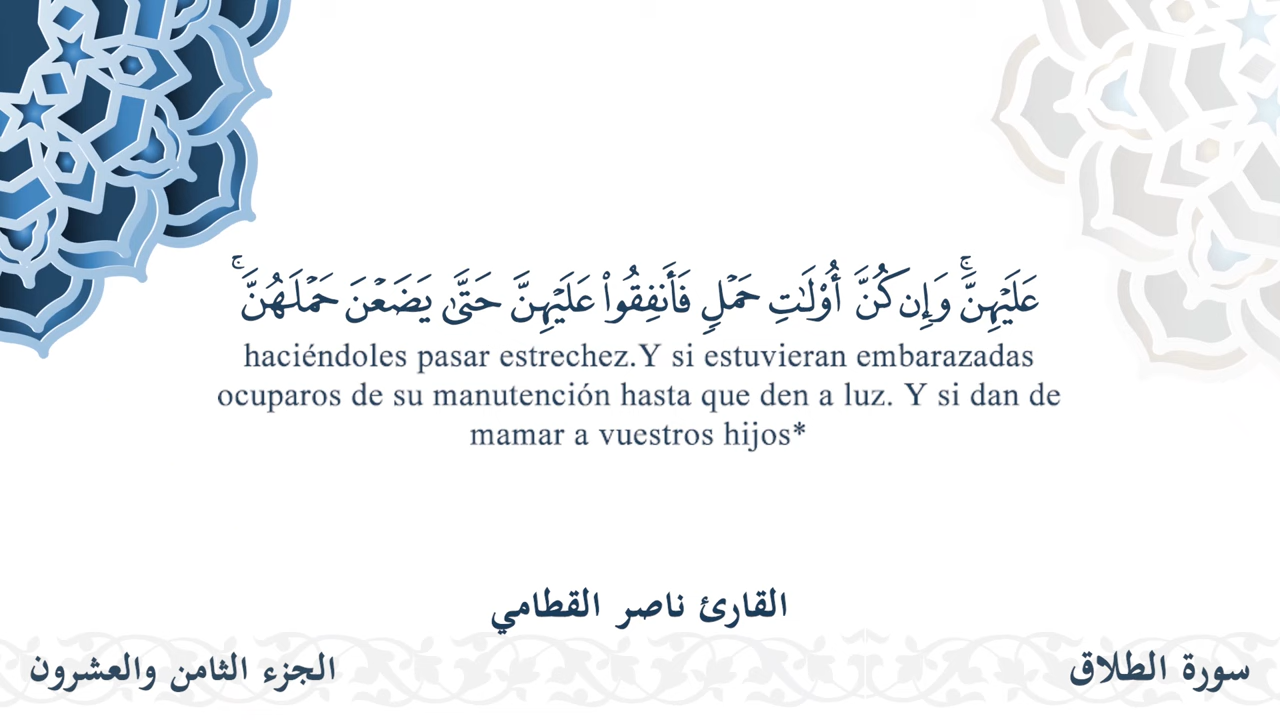 عَلَيْهِنَّۚ وَإِن كُنَّ أُوْلَٰتِ حَمْلٖ فَأَنفِقُواْ عَلَيْهِنَّ حَتَّىٰ يَضَعْنَ حَمْلَهُنَّۚ
haciéndoles pasar estrechez.Y si estuvieran embarazadas
ocuparos de su manutención hasta que den a luz. Y si dan de
mamar a vuestros hijos*
القارئ ناصر القطامي
سورة الطلاق
الجزء الثامن والعشرون